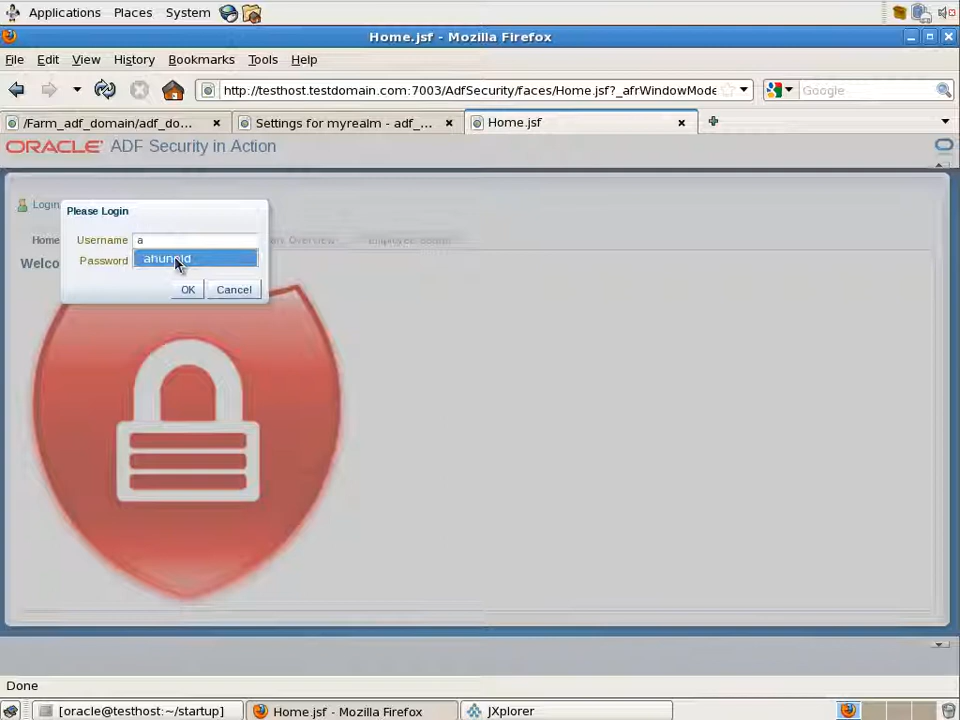 Applications Places System
Home.jsf - Mozilla Firefox
File Edit View History Bookmarks Tools Help
http://testhost.testdomain.com:7003/AdfSecurity/faces/Home.jsf?_afrWindowMode
Google
/Farm_adf_domain/adf_do...
Settings for myrealm - adf_...
Home.jsf
ORACLE ADF Security in Action
Login
Please Login
Username a
ahunold
Password
OK Cancel
Home
Overview
Welco
Done
[oracle@testhost:~/startup]
Home.jsf - Mozilla Firefox
JXplorer